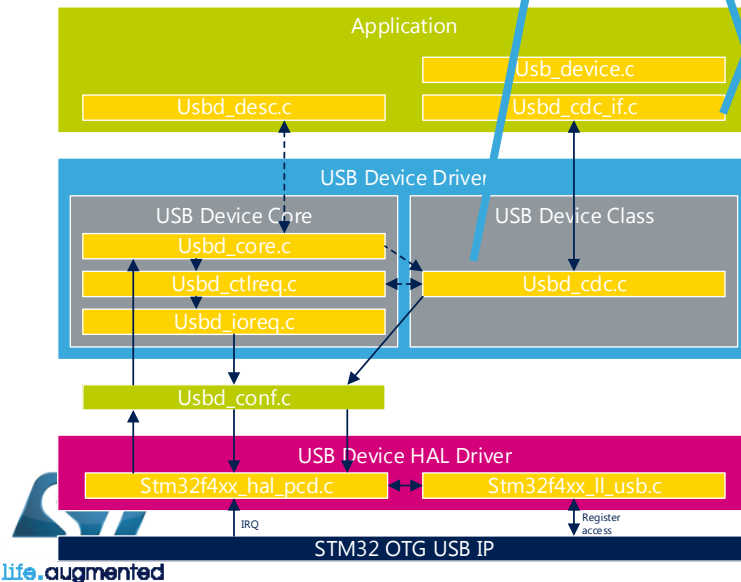 Application
Usb_device.c
Usbd_desc.c
Usbd_cdc_if.c
USB Device Driver
USB Device Core
USB Device Class
Usbd_core.c
Usbd_ctlreq.c
Usbd_cdc.c
Usbd_ioreq.c
Usbd_conf.c
USB Device HAL Driver
Stm32f4xx_hal_pcd.c
Stm32f4xx_ll_usb.c
IRQ
Register
access
STM32 OTG USB IP
life.augmented